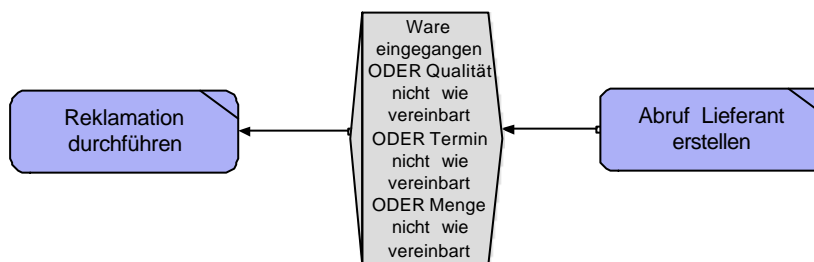 Reklamation
durchführen
Ware
eingegangen
ODER Qualität
nicht wie
vereinbart
ODER Termin
nicht wie
vereinbart
ODER Menge
nicht wie
vereinbart
Abruf Lieferant
erstellen